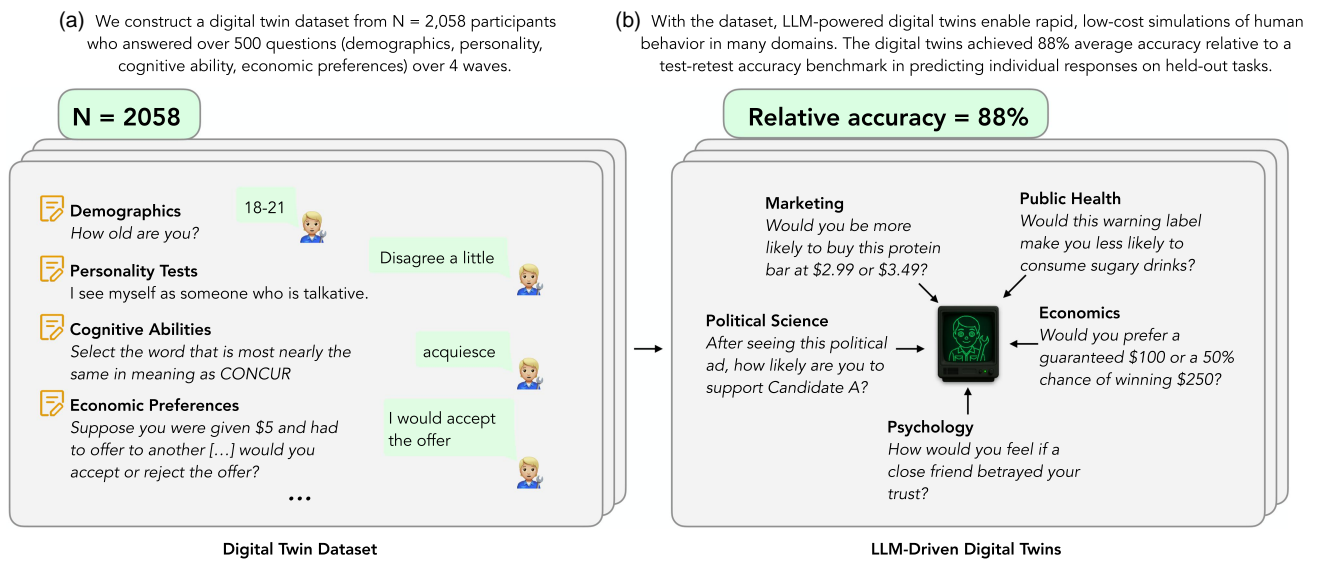 (a) We construct a digital twin dataset from N = 2,058 participants
who answered over 500 questions (demographics, personality,
cognitive ability, economic preferences) over 4 waves.
N = 2058
Demographics
How old are you?
18-21
Personality Tests
I see myself as someone who is talkative.
Disagree a little
Cognitive Abilities
Select the word that is most nearly the
same in meaning as CONCUR
acquiesce
Economic Preferences
Suppose you were given $5 and had
to offer to another [...] would you
accept or reject the offer?
I would accept
the offer
...
Digital Twin Dataset
(b) With the dataset, LLM-powered digital twins enable rapid, low-cost simulations of human
behavior in many domains. The digital twins achieved 88% average accuracy relative to a
test-retest accuracy benchmark in predicting individual responses on held-out tasks.
Relative accuracy = 88%
Marketing
Would you be more
likely to buy this protein
bar at $2.99 or $3.49?
Public Health
Would this warning label
make you less likely to
consume sugary drinks?
Political Science
After seeing this political
ad, how likely are you to
support Candidate A?
Economics
Would you prefer a
guaranteed $100 or a 50%
chance of winning $250?
Psychology
How would you feel if a
close friend betrayed your
trust?
LLM-Driven Digital Twins